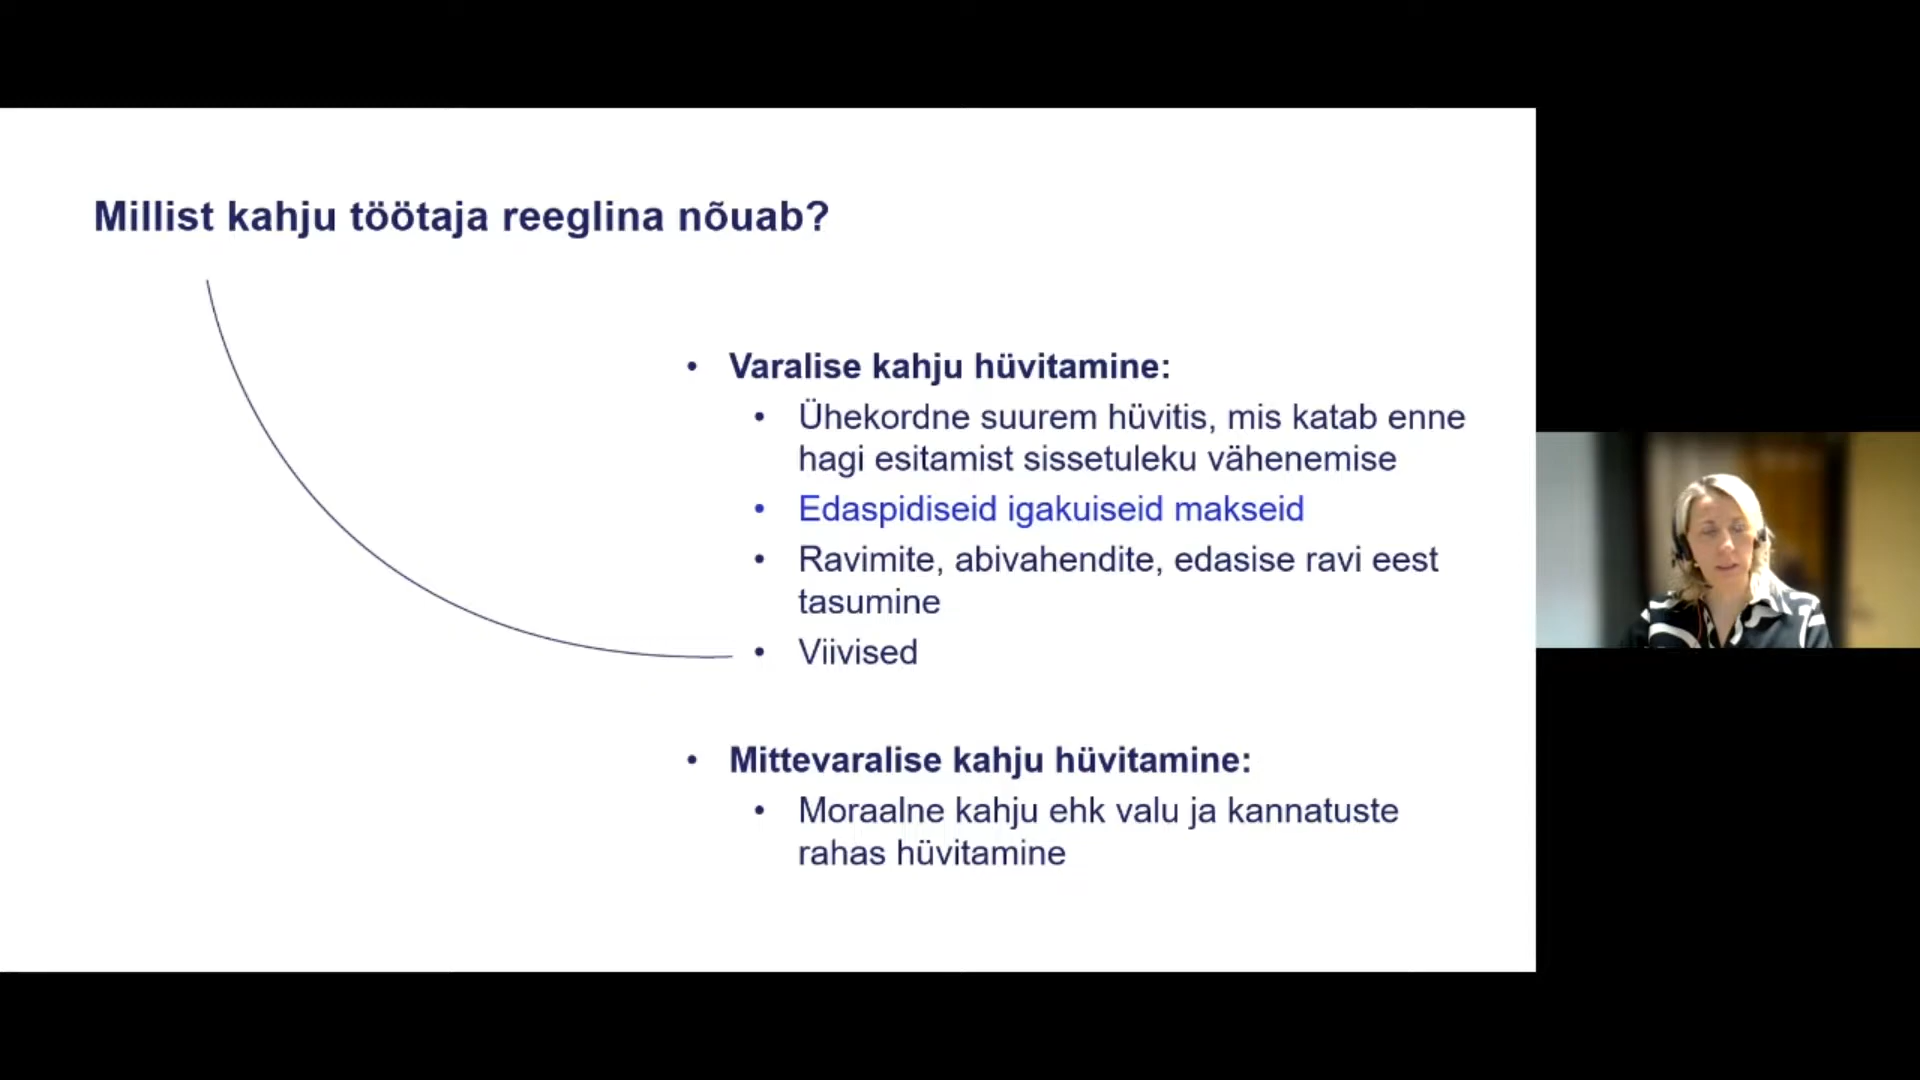 Millist kahju töötaja reeglina nõuab?
• Varalise kahju hüvitamine:
• Ühekordne suurem hüvitis, mis katab enne
hagi esitamist sissetuleku vähenemise
• Edaspidiseid igakuiseid makseid
• Ravimite, abivahendite, edasise ravi eest
tasumine
• Viivised
• Mittevaralise kahju hüvitamine:
• Moraalne kahju ehk valu ja kannatuste
rahas hüvitamine